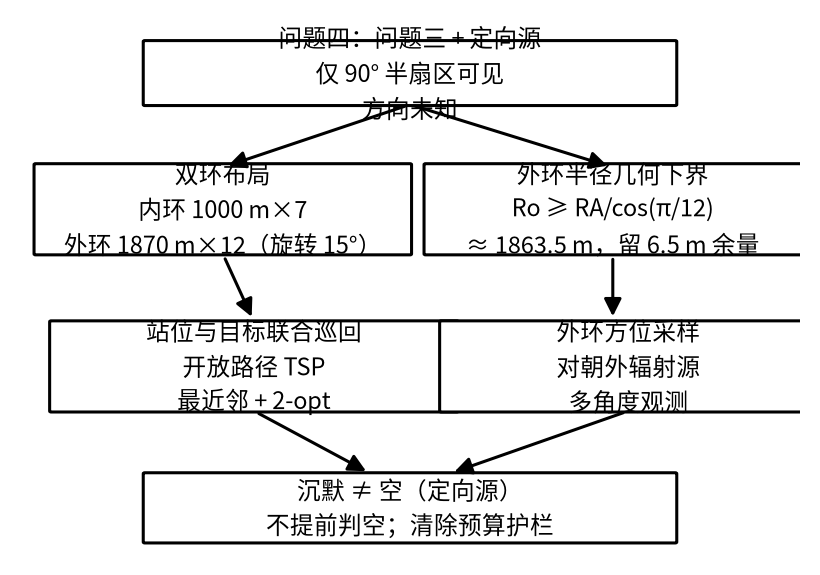 问题四：问题三 + 定向源
仅 90° 半扇区可见
方向未知
双环布局
内环 1000 m×7
外环 1870 m×12（旋转 15°）
外环半径几何下界
Ro ⩾ RA/cos(π/12)
≈ 1863.5 m，留 6.5 m 余量
站位与目标联合巡回
开放路径 TSP
最近邻 + 2-opt
外环方位采样
对朝外辐射源
多角度观测
沉默 ≠ 空（定向源）
不提前判空；清除预算护栏